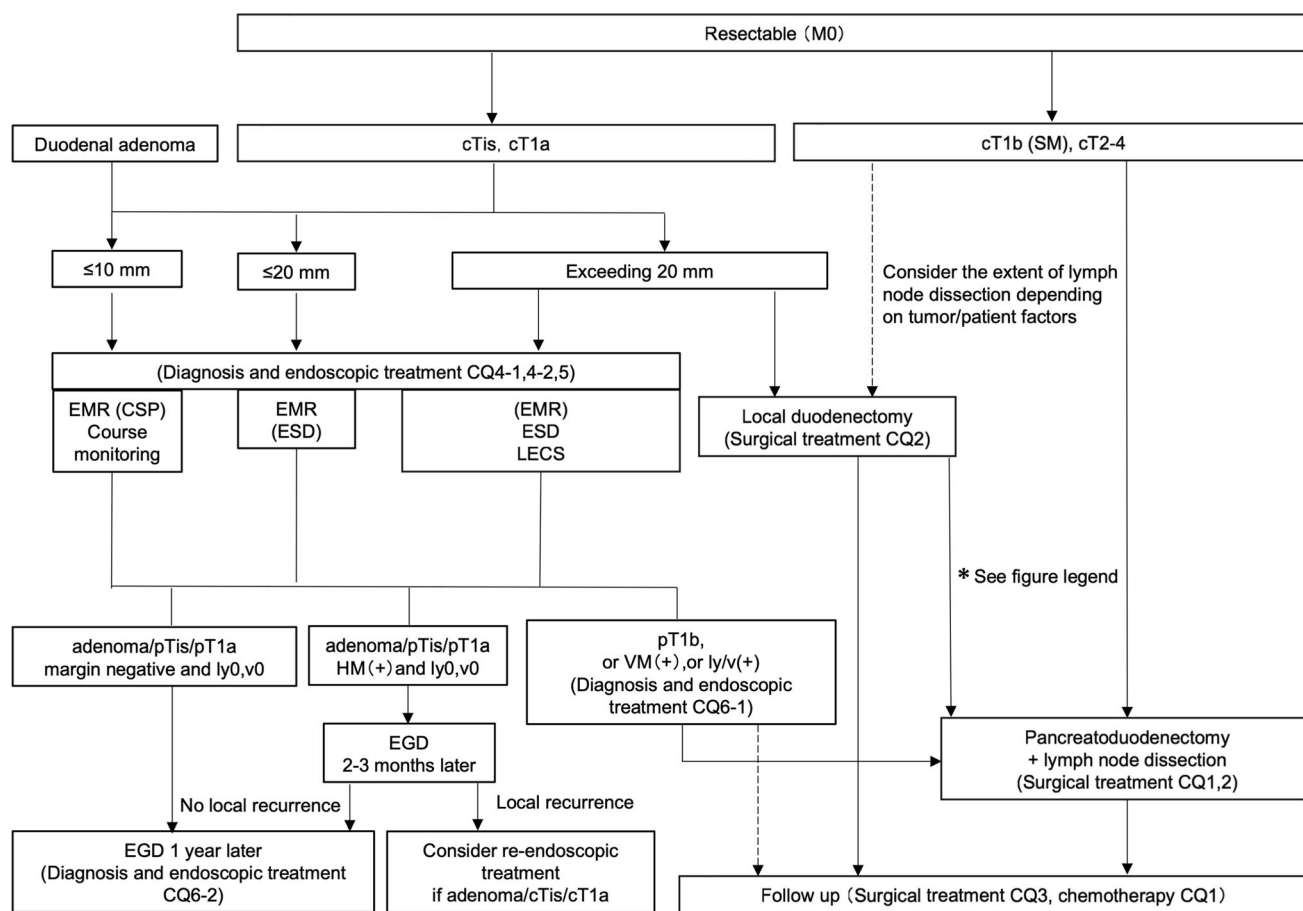 Resectable（M0）
Duodenal adenoma
cTis, cT1a
cT1b (SM), cT2-4
≤10 mm
≤20 mm
Exceeding 20 mm
Consider the extent of lymph
node dissection depending
on tumor/patient factors
(Diagnosis and endoscopic treatment CQ4-1,4-2,5)
EMR (CSP)
Course
monitoring
EMR
(ESD)
(EMR)
ESD
LECS
Local duodenectomy
(Surgical treatment CQ2)
* See figure legend
adenoma/pTis/pT1a
margin negative and ly0,v0
adenoma/pTis/pT1a
HM（+）and ly0,v0
pT1b,
or VM(+),or ly/v(+)
(Diagnosis and endoscopic
treatment CQ6-1)
EGD
2-3 months later
Pancreatoduodenectomy
+ lymph node dissection
(Surgical treatment CQ1,2)
No local recurrence
Local recurrence
EGD 1 year later
(Diagnosis and endoscopic treatment
CQ6-2)
Consider re-endoscopic
treatment
if adenoma/cTis/cT1a
Follow up（Surgical treatment CQ3, chemotherapy CQ1）